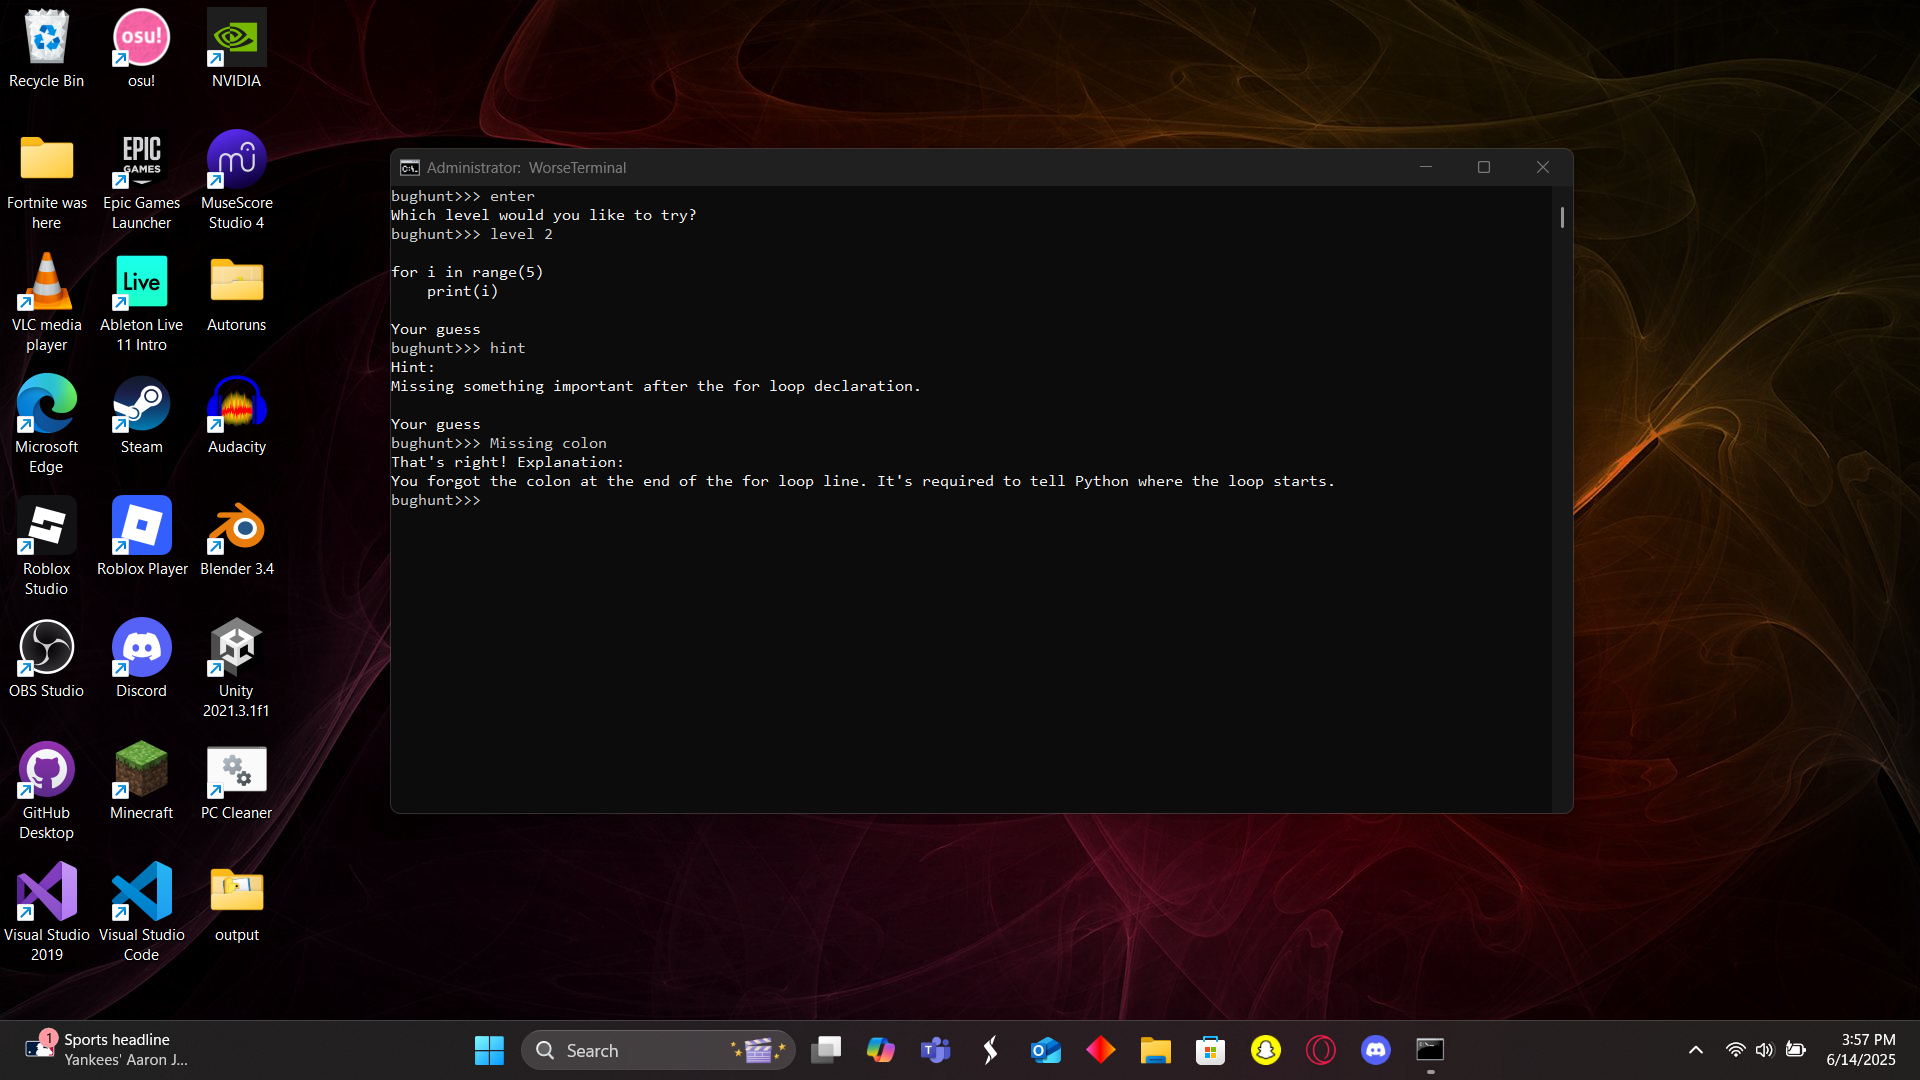 Recycle Bin
osu!
osu!
NVIDIA
Fortnite was
here
EPIC
GAMES
Epic Games
Launcher
MuseScore
Studio 4
VLC media
player
Live
Ableton Live
11 Intro
Autoruns
Microsoft
Edge
Steam
Audacity
Roblox
Studio
Roblox Player
Blender 3.4
OBS Studio
Discord
Unity
2021.3.1f1
GitHub
Desktop
Minecraft
PC Cleaner
Visual Studio
2019
Visual Studio
Code
output
Administrator: WorseTerminal
bughunt>>> enter
Which level would you like to try?
bughunt>>> level 2
for i in range(5)
    print(i)
Your guess
bughunt>>> hint
Hint:
Missing something important after the for loop declaration.
Your guess
bughunt>>> Missing colon
That's right! Explanation:
You forgot the colon at the end of the for loop line. It's required to tell Python where the loop starts.
bughunt>>>
1
Sports headline
Yankees' Aaron J...
Search
3:57 PM
6/14/2025